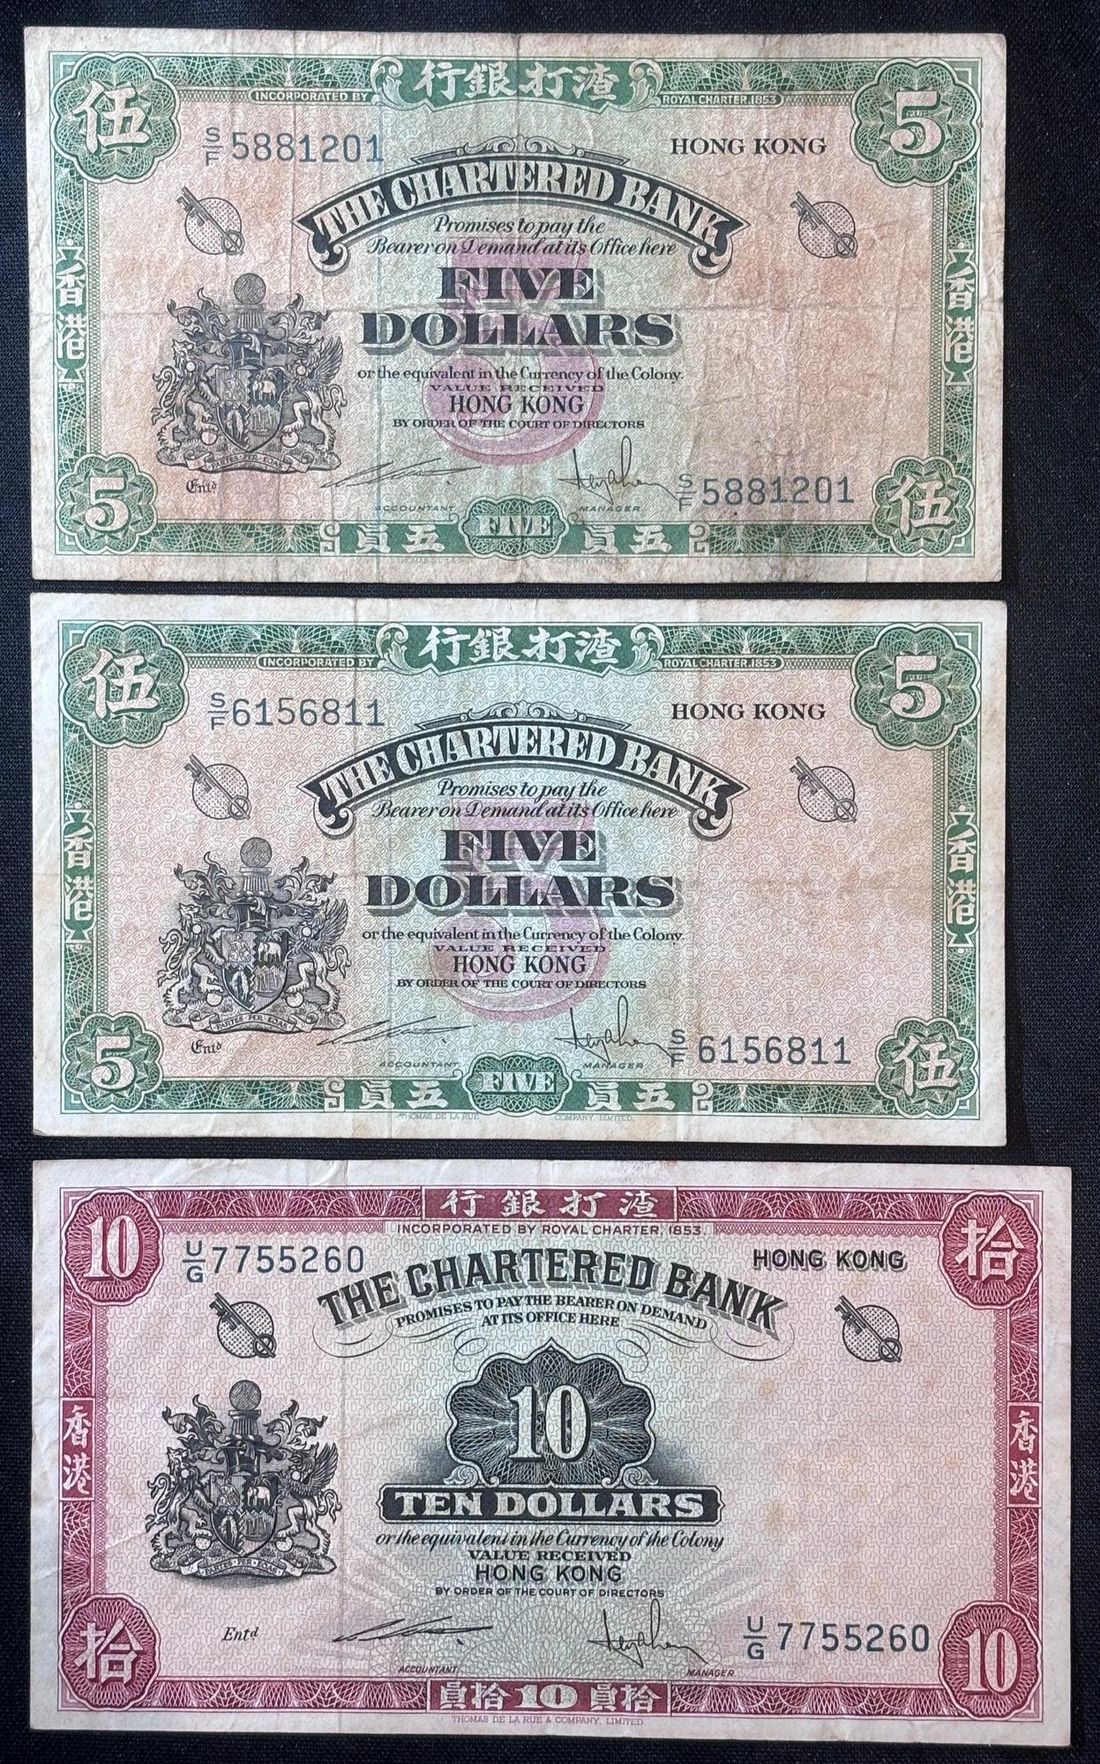 行銀打渣
INCORPORATED BY ROYAL CHARTER, 1853
伍 5
S/F 5881201 HONG KONG
THE CHARTERED BANK
Promises to pay the
Bearer on Demand at its Office here
FIVE
DOLLARS
香港 香港
or the equivalent in the Currency of the Colony.
VALUE RECEIVED
HONG KONG
BY ORDER OF THE COURT OF DIRECTORS
PARTES PER EQUAS
Entd
S/F 5881201
5 伍
ACCOUNTANT MANAGER
員五 FIVE 員五
THOMAS DE LA RUE COMPANY, LIMITED.
行銀打渣
INCORPORATED BY ROYAL CHARTER, 1853
伍 5
S/F 6156811 HONG KONG
THE CHARTERED BANK
Promises to pay the
Bearer on Demand at its Office here
FIVE
DOLLARS
香港 香港
or the equivalent in the Currency of the Colony.
VALUE RECEIVED
HONG KONG
BY ORDER OF THE COURT OF DIRECTORS
Entd
S/F 6156811
5 伍
ACCOUNTANT MANAGER
員五 FIVE 員五
THOMAS DE LA RUE COMPANY, LIMITED.
行銀打渣
INCORPORATED BY ROYAL CHARTER, 1853.
10 拾
U/G 7755260 HONG KONG
THE CHARTERED BANK
PROMISES TO PAY THE BEARER ON DEMAND
AT ITS OFFICE HERE
10
香港 香港
TEN DOLLARS
or the equivalent in the Currency of the Colony
VALUE RECEIVED
HONG KONG
BY ORDER OF THE COURT OF DIRECTORS
Entd
U/G 7755260
拾 10
ACCOUNTANT. MANAGER
員拾 10 員拾
THOMAS DE LA RUE & COMPANY, LIMITED